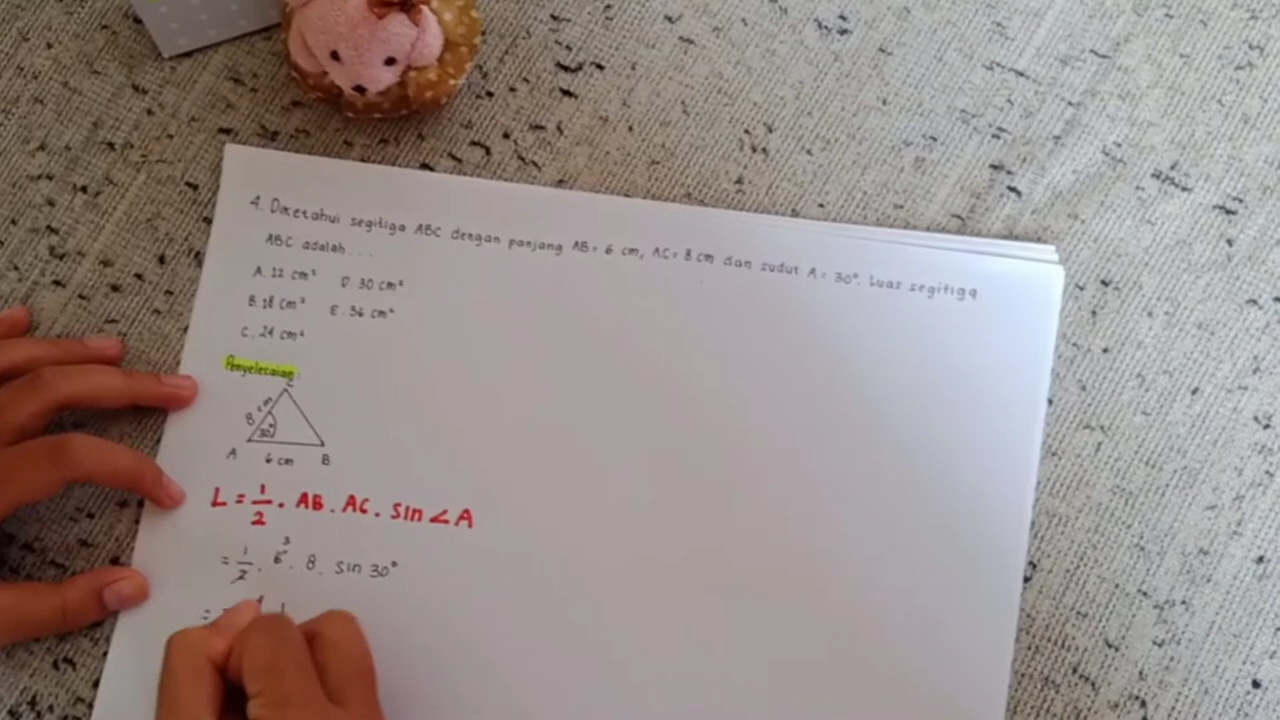 4. Diketahui segitiga ABC dengan panjang AB = 6 cm, AC = 8 cm dan sudut A = 30°. Luas segitiga
ABC adalah...
A. 12 cm² D. 30 cm²
B. 18 cm² E. 36 cm²
C. 24 cm²
Penyelesaian:
C
8 cm
30°
A B
6 cm
L = 1/2 . AB . AC . sin ∠A
= 1/2 . 6 3 . 8 . sin 30°
=